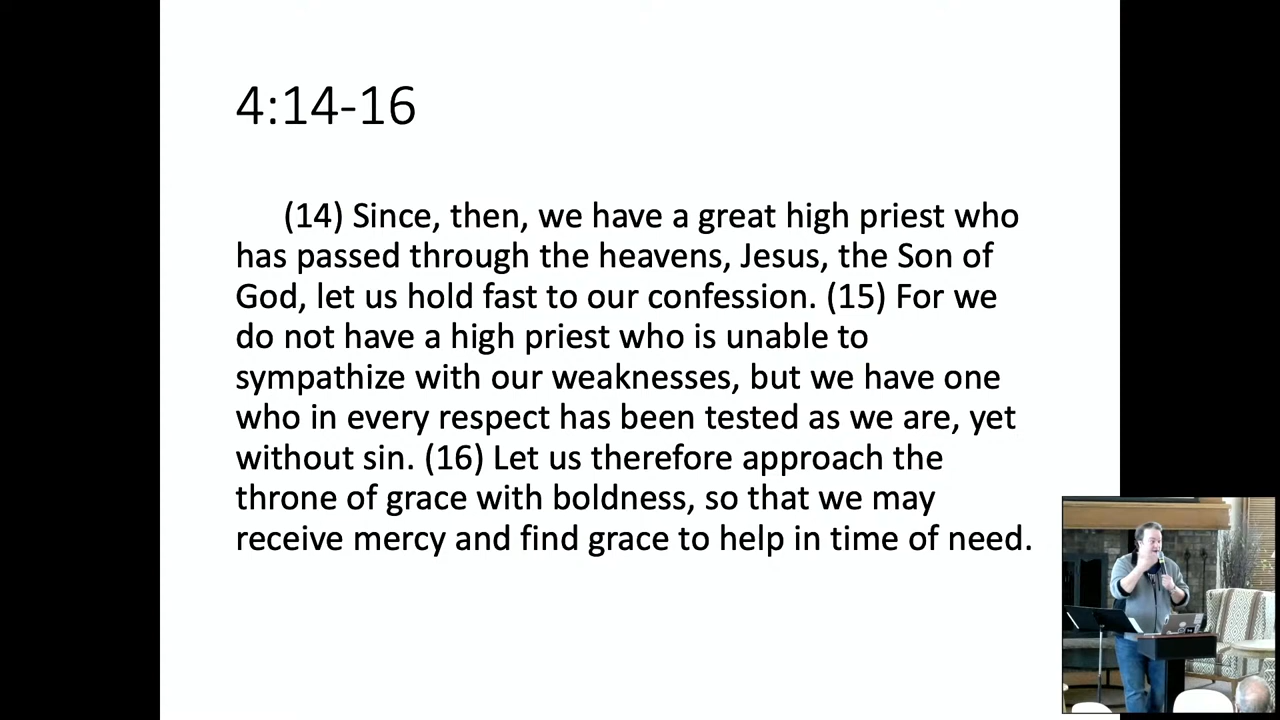 4:14-16
(14) Since, then, we have a great high priest who
has passed through the heavens, Jesus, the Son of
God, let us hold fast to our confession. (15) For we
do not have a high priest who is unable to
sympathize with our weaknesses, but we have one
who in every respect has been tested as we are, yet
without sin. (16) Let us therefore approach the
throne of grace with boldness, so that we may
receive mercy and find grace to help in time of need.